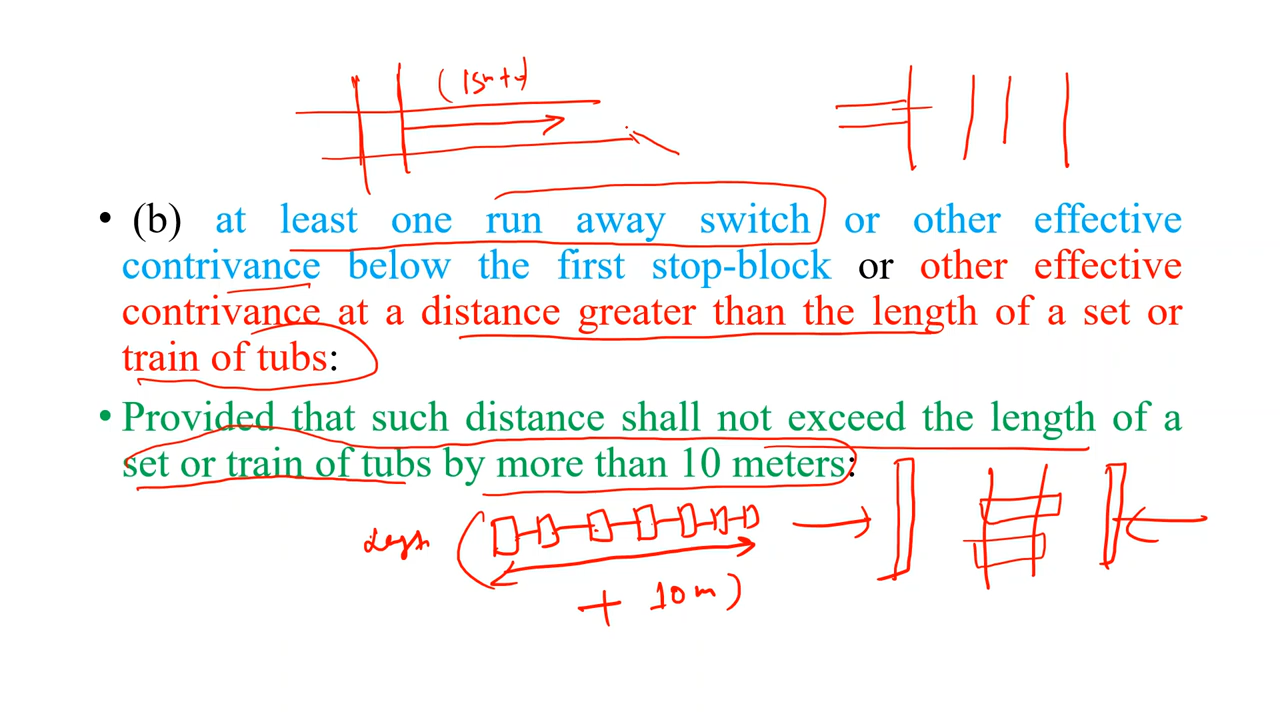 • (b) at least one run away switch or other effective
contrivance below the first stop-block or other effective
contrivance at a distance greater than the length of a set or
train of tubs:
• Provided that such distance shall not exceed the length of a
set or train of tubs by more than 10 meters:
+ 10m)